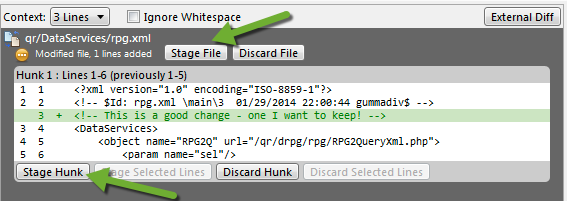 Context: 3 Lines Ignore Whitespace External Diff
qr/DataServices/rpg.xml
Modified file, 1 lines added Stage File Discard File
Hunk 1 : Lines 1-6 (previously 1-5)
1 1 <?xml version="1.0" encoding="ISO-8859-1"?>
2 2 <!-- $Id: rpg.xml \main\3 01/29/2014 22:00:44 gummadiv$ -->
3 + <!-- This is a good change - one I want to keep! -->
3 4 <DataServices>
4 5 <object name="RPG2Q" url="/qr/drpg/rpg/RPG2QueryXml.php">
5 6 <param name="sel"/>
Stage Hunk Stage Selected Lines Discard Hunk Discard Selected Lines